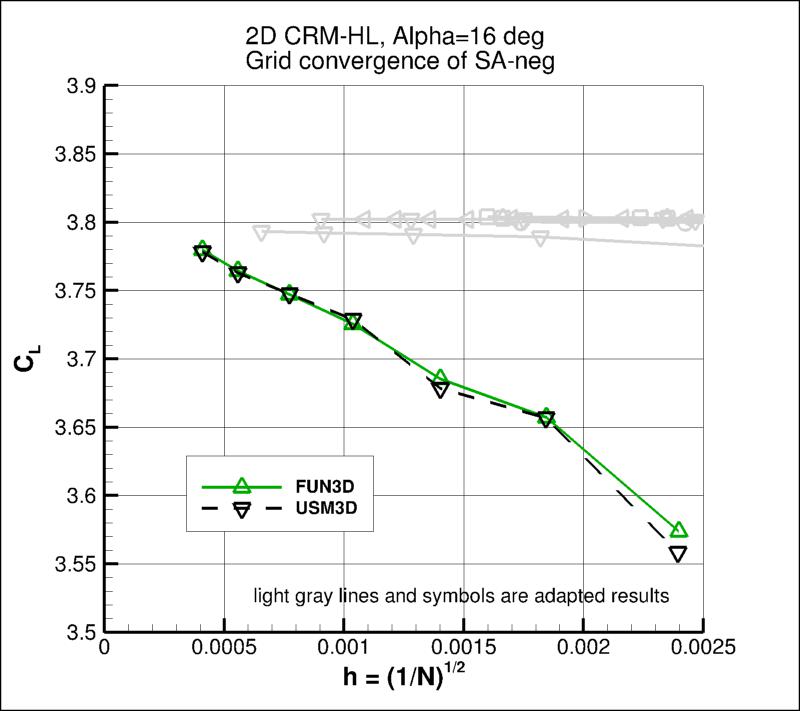 2D CRM-HL, Alpha=16 deg
Grid convergence of SA-neg
3.9
3.85
3.8
3.75
3.7
3.65
3.6
3.55
3.5
C_L
FUN3D
USM3D
light gray lines and symbols are adapted results
0 0.0005 0.001 0.0015 0.002 0.0025
h = (1/N)^1/2